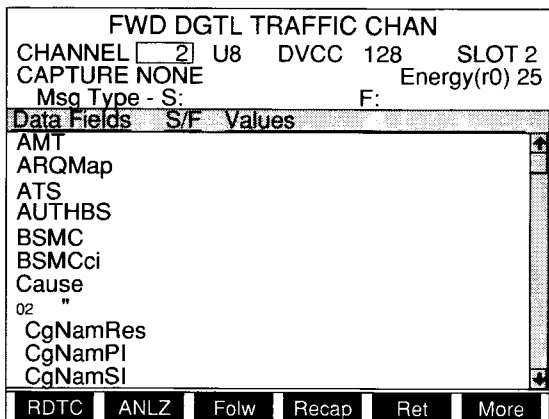 FWD DGTL TRAFFIC CHAN
CHANNEL 2 U8 DVCC 128 SLOT 2
CAPTURE NONE Energy(r0) 25
Msg Type - S: F:
Data Fields S/F Values
AMT
ARQMap
ATS
AUTHBS
BSMC
BSMCci
Cause
02 "
CgNamRes
CgNamPI
CgNamSI
RDTC ANLZ Folw Recap Ret More